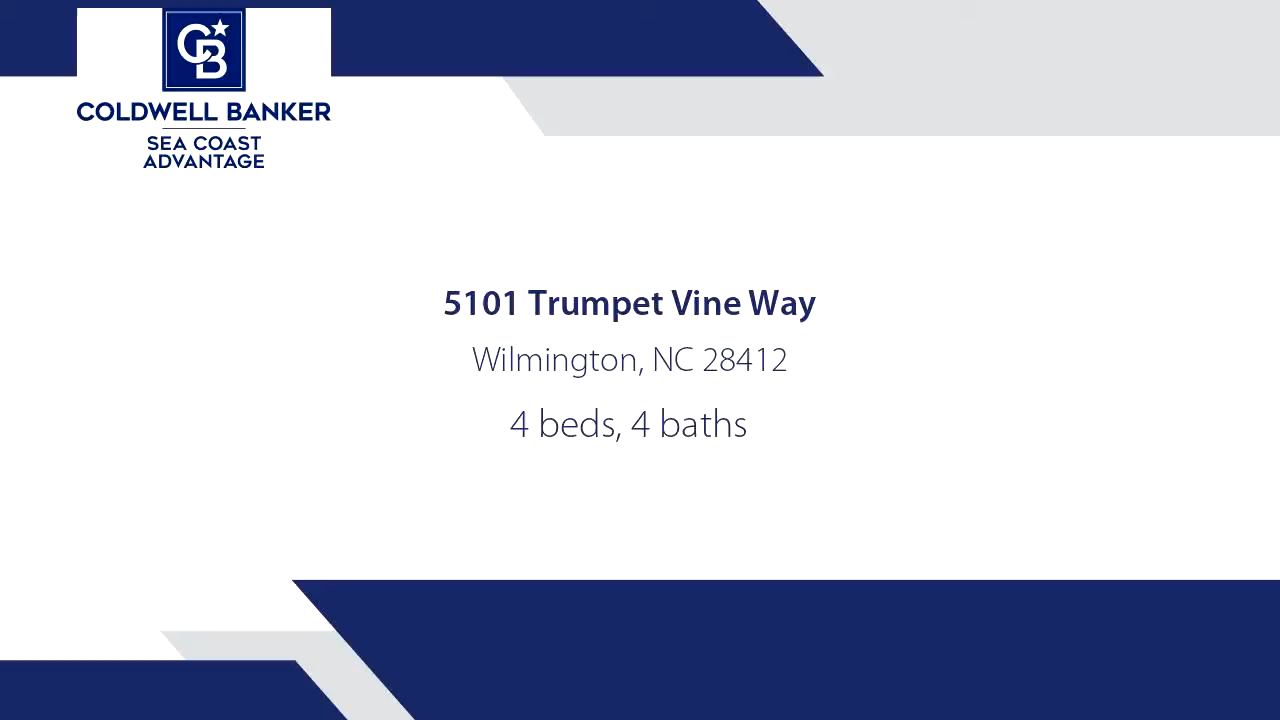 CB
COLDWELL BANKER
SEA COAST
ADVANTAGE
5101 Trumpet Vine Way
Wilmington, NC 28412
4 beds, 4 baths